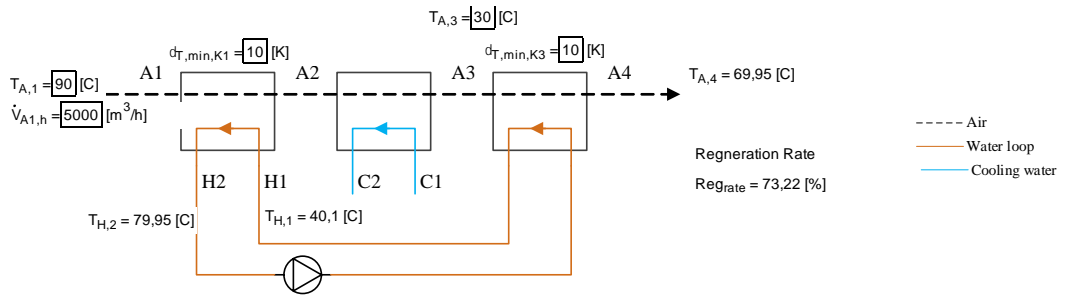 T_A,3 = 30 [C]
d_T,min,K1 = 10 [K]
d_T,min,K3 = 10 [K]
A1 A2 A3 A4
T_A,1 = 90 [C]
T_A,4 = 69,95 [C]
V̇_A1,h = 5000 [m^3/h]
Air
Water loop
Cooling water
Regneration Rate
Reg_rate = 73,22 [%]
H2 H1 C2 C1
T_H,2 = 79,95 [C]
T_H,1 = 40,1 [C]